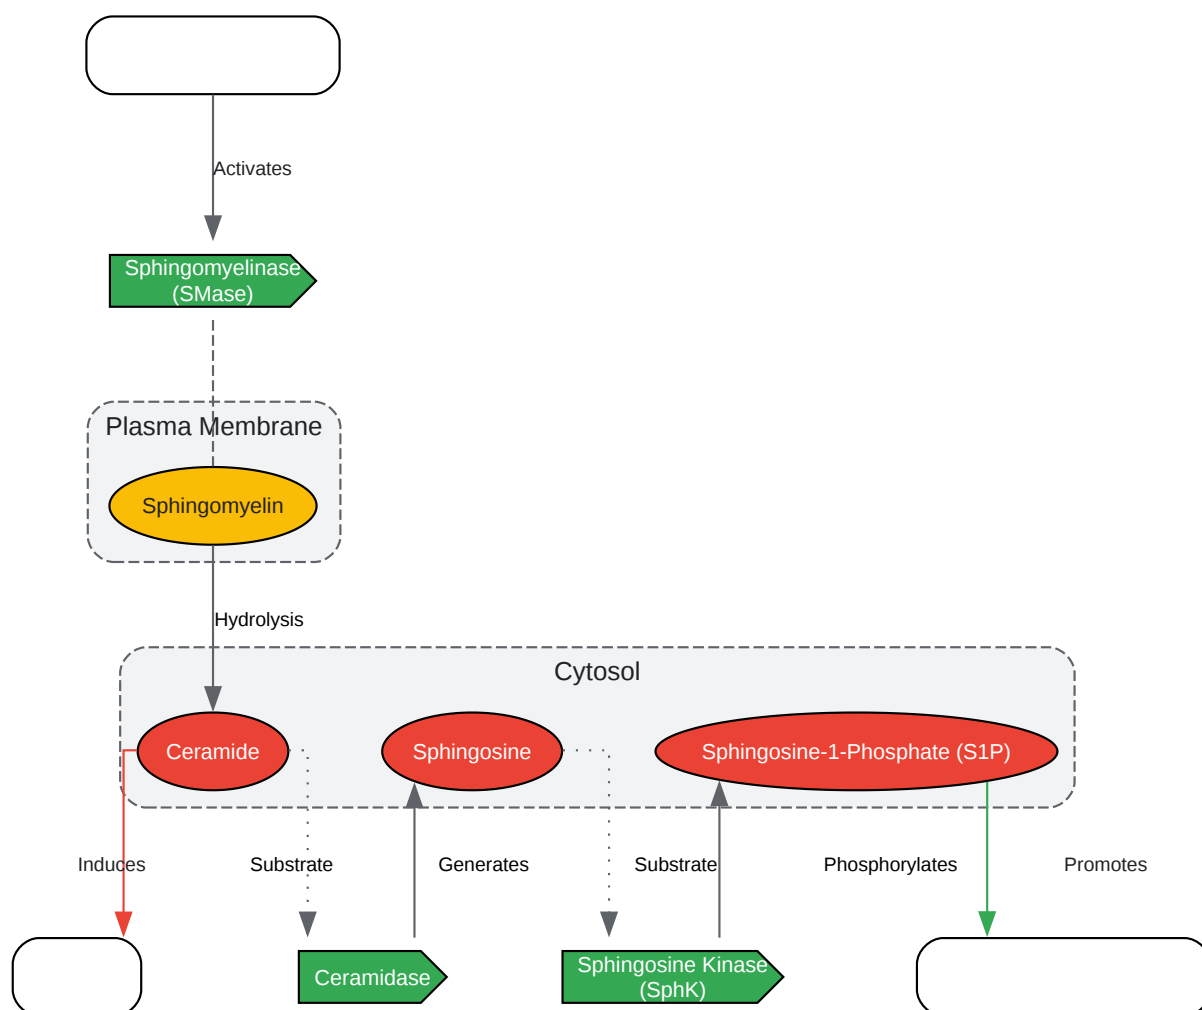 Activates
Sphingomyelinase
(SMase)
Plasma Membrane
Sphingomyelin
Hydrolysis
Cytosol
Ceramide
Sphingosine
Sphingosine-1-Phosphate (S1P)
Induces
Substrate
Generates
Substrate
Phosphorylates
Promotes
Ceramidase
Sphingosine Kinase
(SphK)